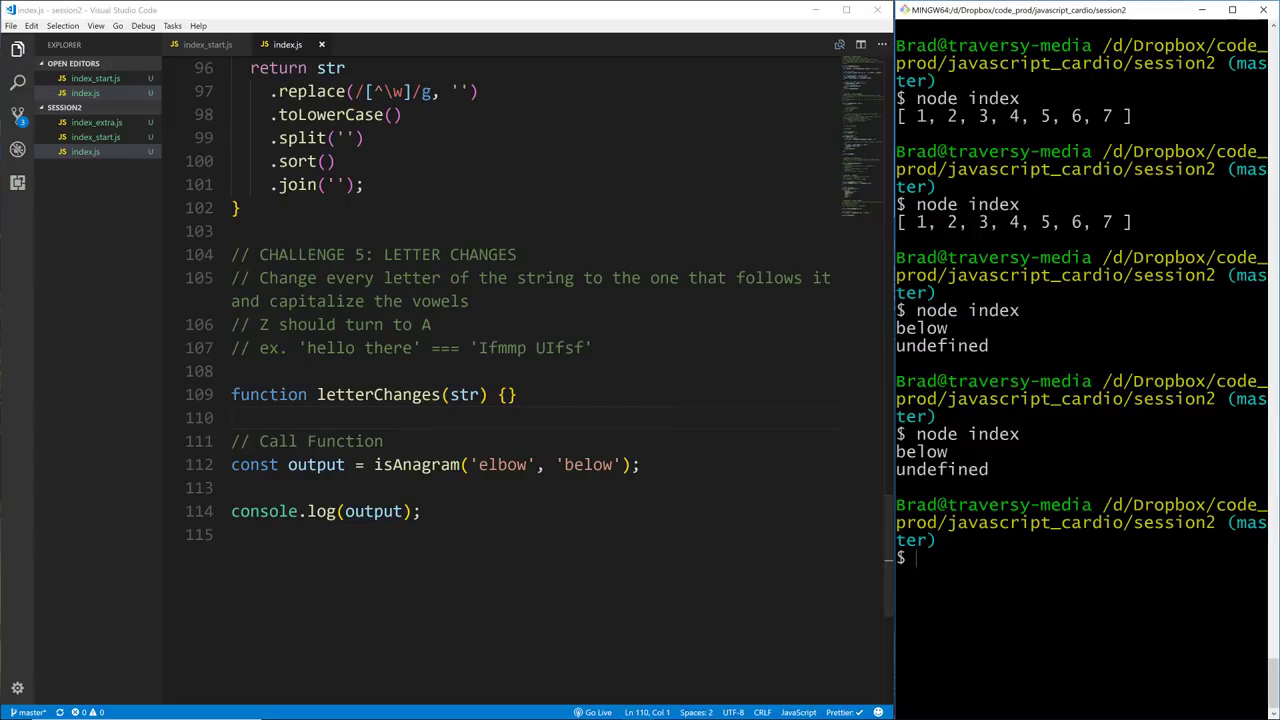 index.js - session2 - Visual Studio Code
File Edit Selection View Go Debug Tasks Help
EXPLORER
OPEN EDITORS
index_start.js U
index.js U
SESSION2
index_extra.js U
index_start.js U
index.js U
3
index_start.js index.js ×
96 return str
97 .replace(/[^\w]/g, '')
98 .toLowerCase()
99 .split('')
100 .sort()
101 .join('');
102 }
103
104 // CHALLENGE 5: LETTER CHANGES
105 // Change every letter of the string to the one that follows it
and capitalize the vowels
106 // Z should turn to A
107 // ex. 'hello there' === 'Ifmmp UIfsf'
108
109 function letterChanges(str) {}
110
111 // Call Function
112 const output = isAnagram('elbow', 'below');
113
114 console.log(output);
115
master* 0 0 Go Live Ln 110, Col 1 Spaces: 2 UTF-8 CRLF JavaScript Prettier: ✓
MINGW64:/d/Dropbox/code_prod/javascript_cardio/session2
Brad@traversy-media /d/Dropbox/code_
prod/javascript_cardio/session2 (mas
ter)
$ node index
[ 1, 2, 3, 4, 5, 6, 7 ]
Brad@traversy-media /d/Dropbox/code_
prod/javascript_cardio/session2 (mas
ter)
$ node index
[ 1, 2, 3, 4, 5, 6, 7 ]
Brad@traversy-media /d/Dropbox/code_
prod/javascript_cardio/session2 (mas
ter)
$ node index
below
undefined
Brad@traversy-media /d/Dropbox/code_
prod/javascript_cardio/session2 (mas
ter)
$ node index
below
undefined
Brad@traversy-media /d/Dropbox/code_
prod/javascript_cardio/session2 (mas
ter)
$